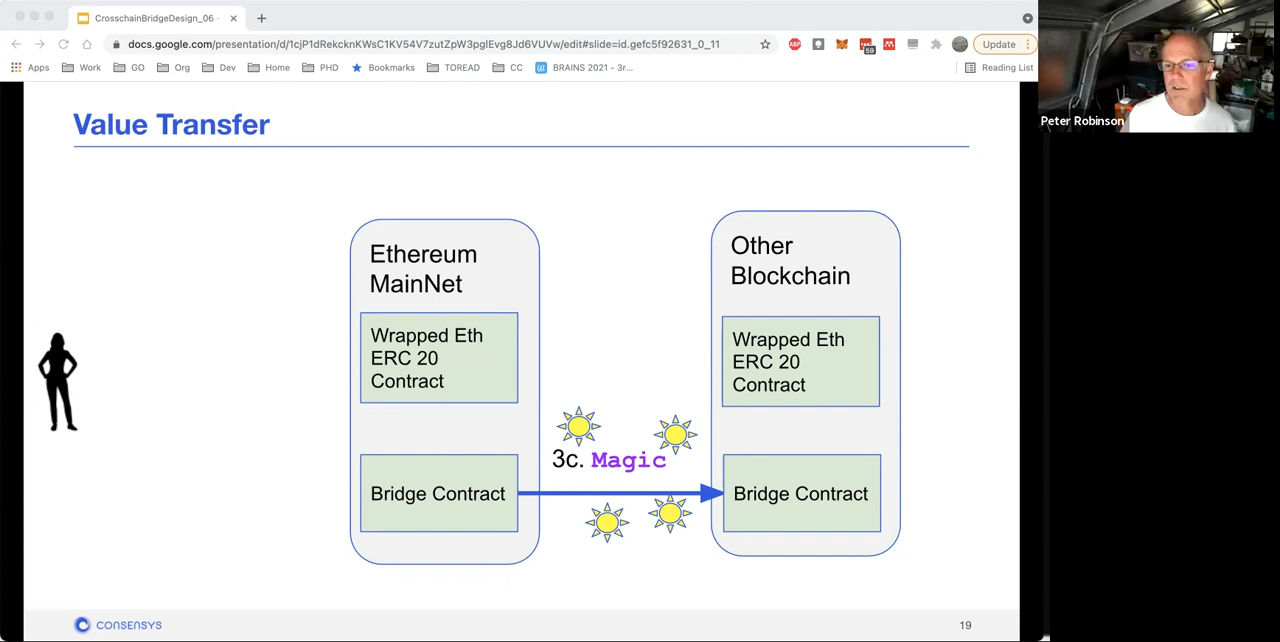 CrosschainBridgeDesign_06 -
docs.google.com/presentation/d/1cjP1dRekcknKWsC1KV54V7zutZpW3pglEvg8Jd6VUVw/edit#slide=id.gefc5f92631_0_11
ABP
59
Update
Apps
Work
GO
Org
Dev
Home
PHD
Bookmarks
TOREAD
CC
BRAINS 2021 - 3r...
Reading List
Peter Robinson
Value Transfer
Ethereum
MainNet
Wrapped Eth
ERC 20
Contract
Bridge Contract
3c. Magic
Other
Blockchain
Wrapped Eth
ERC 20
Contract
Bridge Contract
CONSENSYS
19